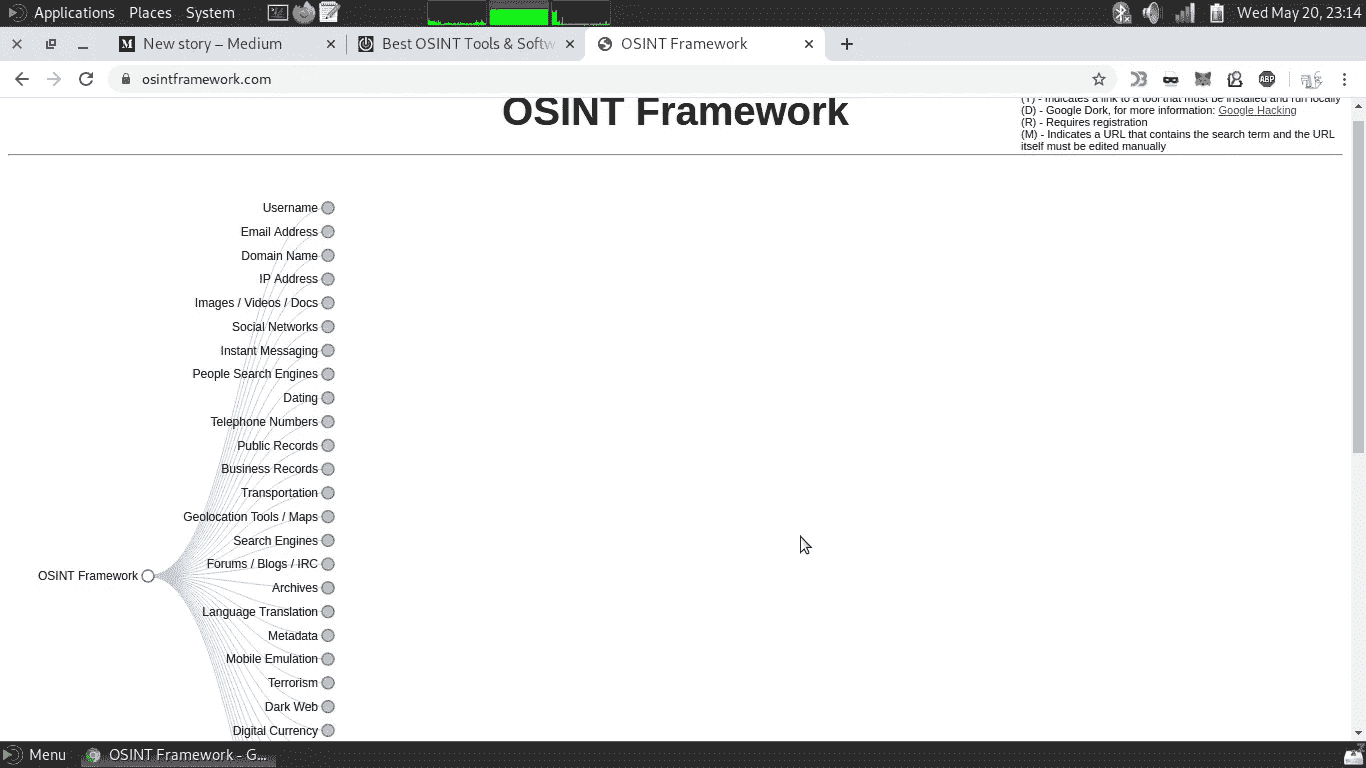 Applications Places System
Wed May 20, 23:14
New story – Medium
Best OSINT Tools & Softw
OSINT Framework
osintframework.com
ABP
OSINT Framework
(T) - Indicates a link to a tool that must be installed and run locally
(D) - Google Dork, for more information: Google Hacking
(R) - Requires registration
(M) - Indicates a URL that contains the search term and the URL
itself must be edited manually
Username
Email Address
Domain Name
IP Address
Images / Videos / Docs
Social Networks
Instant Messaging
People Search Engines
Dating
Telephone Numbers
Public Records
Business Records
Transportation
Geolocation Tools / Maps
Search Engines
Forums / Blogs / IRC
OSINT Framework
Archives
Language Translation
Metadata
Mobile Emulation
Terrorism
Dark Web
Digital Currency
Menu
OSINT Framework - G...